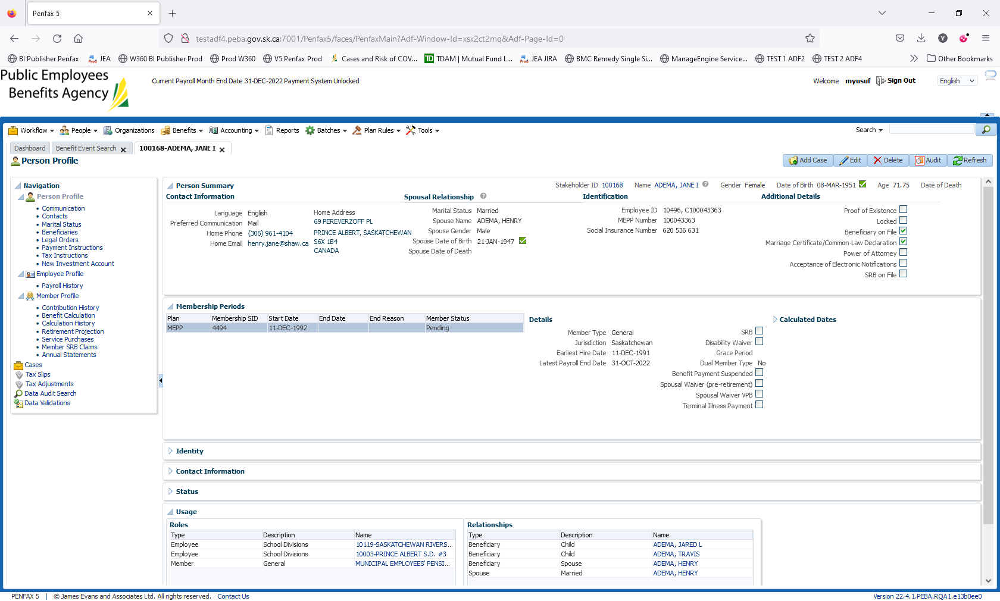 Penfax 5
testadf4.peba.gov.sk.ca:7001/Penfax5/faces/PenfaxMain?Adf-Window-Id=xsx2ct2mq&Adf-Page-Id=0
BI Publisher Penfax JEA W360 BI Publisher Prod Prod W360 V5 Penfax Prod Cases and Risk of COV... TDAM | Mutual Fund L... JEA JIRA BMC Remedy Single Si... ManageEngine Service... TEST 1 ADF2 TEST 2 ADF4 Other Bookmarks
Public Employees
Benefits Agency
Current Payroll Month End Date 31-DEC-2022 Payment System Unlocked
Welcome myusuf Sign Out English
Workflow People Organizations Benefits Accounting Reports Batches Plan Rules Tools Search
Dashboard Benefit Event Search 100168-ADEMA, JANE I
Person Profile
Add Case Edit Delete Audit Refresh
Navigation
Person Profile
Communication
Contacts
Marital Status
Beneficiaries
Legal Orders
Payment Instructions
Tax Instructions
New Investment Account
Employee Profile
Payroll History
Member Profile
Contribution History
Benefit Calculation
Calculation History
Retirement Projection
Service Purchases
Member SRB Claims
Annual Statements
Cases
Tax Slips
Tax Adjustments
Data Audit Search
Data Validations
Person Summary
Stakeholder ID 100168 Name ADEMA, JANE I Gender Female Date of Birth 08-MAR-1951 Age 71.75 Date of Death
Contact Information
Language English
Preferred Communication Mail
Home Phone (306) 961-4104
Home Email henry.jane@shaw.ca
Home Address
69 PEREVERZOFF PL
PRINCE ALBERT, SASKATCHEWAN
S6X 1B4
CANADA
Spousal Relationship
Marital Status Married
Spouse Name ADEMA, HENRY
Spouse Gender Male
Spouse Date of Birth 21-JAN-1947
Spouse Date of Death
Identification
Employee ID 10496, C100043363
MEPP Number 100043363
Social Insurance Number 620 536 631
Additional Details
Proof of Existence
Locked
Beneficiary on File
Marriage Certificate/Common-Law Declaration
Power of Attorney
Acceptance of Electronic Notifications
SRB on File
Membership Periods
Plan Membership SID Start Date End Date End Reason Member Status
MEPP 4494 11-DEC-1992 Pending
Details
Member Type General
Jurisdiction Saskatchewan
Earliest Hire Date 11-DEC-1991
Latest Payroll End Date 31-OCT-2022
SRB
Disability Waiver
Grace Period
Dual Member Type No
Benefit Payment Suspended
Spousal Waiver (pre-retirement)
Spousal Waiver VPB
Terminal Illness Payment
Calculated Dates
Identity
Contact Information
Status
Usage
Roles
Type Description Name
Employee School Divisions 10119-SASKATCHEWAN RIVERS...
Employee School Divisions 10003-PRINCE ALBERT S.D. #3
Member General MUNICIPAL EMPLOYEES' PENSI...
Relationships
Type Description Name
Beneficiary Child ADEMA, JARED L
Beneficiary Child ADEMA, TRAVIS
Beneficiary Spouse ADEMA, HENRY
Spouse Married ADEMA, HENRY
PENFAX 5 | © James Evans and Associates Ltd. All rights reserved. Contact Us
Version 22.4.1.PEBA.RQA1.e13b0ee0